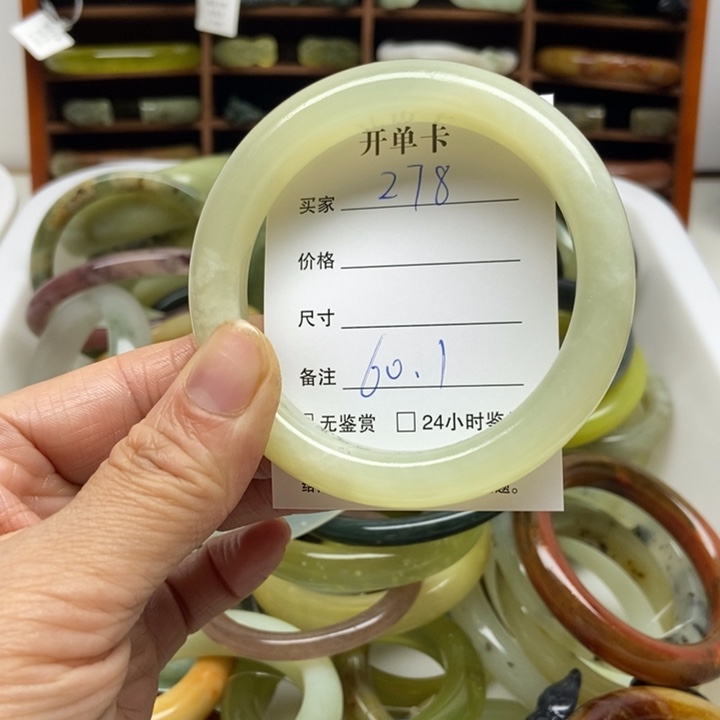 开单卡
买家 278
价格
尺寸
备注 60.1
无鉴赏 24小时鉴